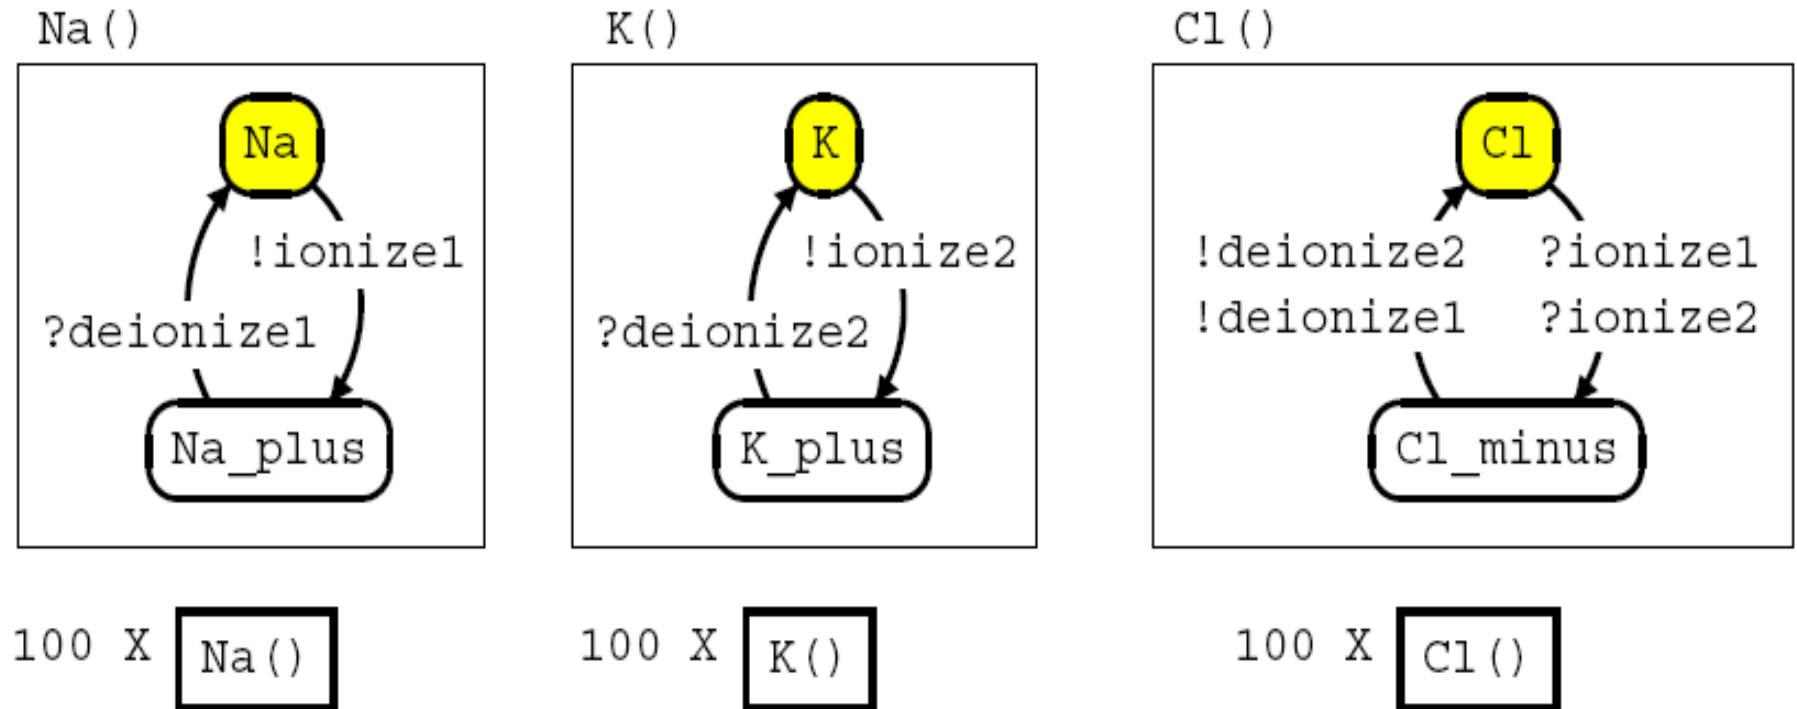 Na()
Na
!ionize1
?deionize1
Na_plus
100 X Na()
K()
K
!ionize2
?deionize2
K_plus
100 X K()
Cl()
Cl
!deionize2 ?ionize1
!deionize1 ?ionize2
Cl_minus
100 X Cl()